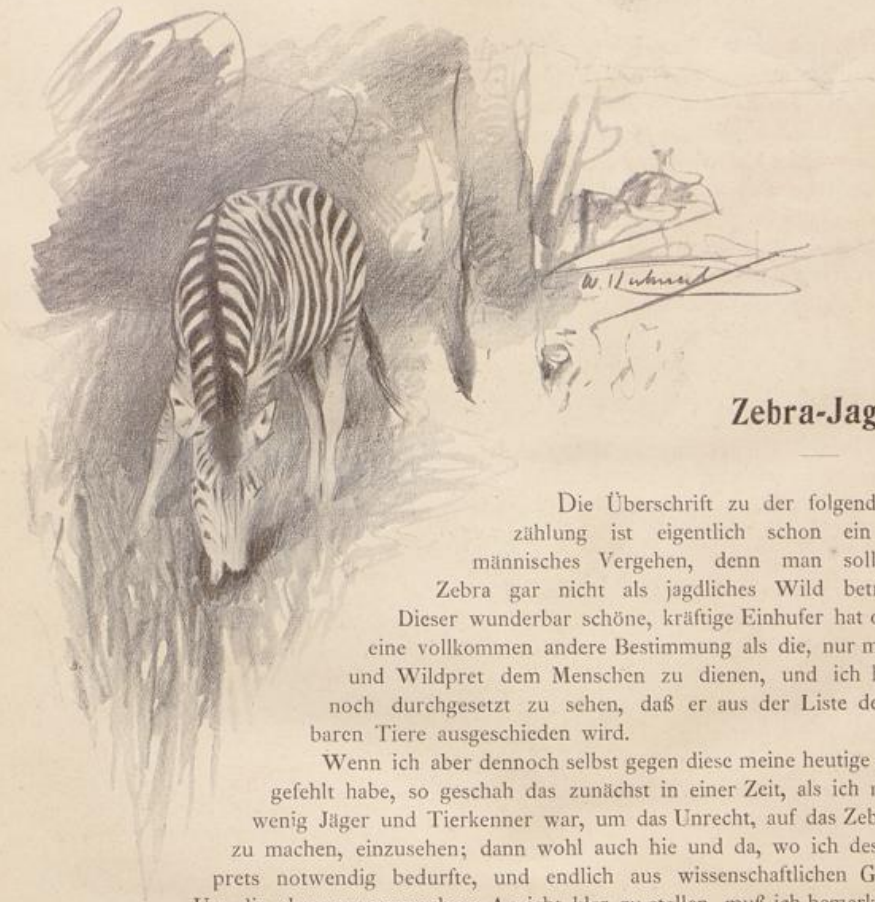 W. Kuhnert
Zebra-Jag
Die Überschrift zu der folgend
zählung ist eigentlich schon ein
männisches Vergehen, denn man soll
Zebra gar nicht als jagdliches Wild betr
Dieser wunderbar schöne, kräftige Einhufer hat
eine vollkommen andere Bestimmung als die, nur m
und Wildpret dem Menschen zu dienen, und ich
noch durchgesetzt zu sehen, daß er aus der Liste de
baren Tiere ausgeschieden wird.
Wenn ich aber dennoch selbst gegen diese meine heutige
gefehlt habe, so geschah das zunächst in einer Zeit, als ich
wenig Jäger und Tierkenner war, um das Unrecht, auf das Zeb
zu machen, einzusehen; dann wohl auch hie und da, wo ich des
prets notwendig bedurfte, und endlich aus wissenschaftlichen G